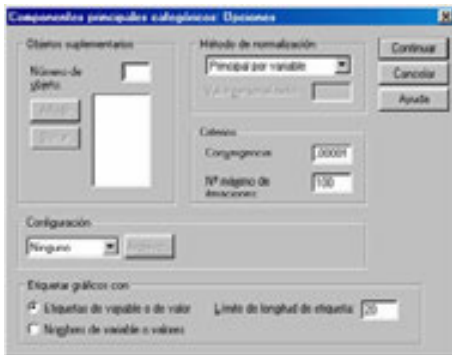 Componentes principales categóricos: Opciones
Objetos suplementarios
Número de objeto:
Método de normalización
Principal por variable
Criterios
Convergencia: ,00001
Nº máximo de iteraciones: 100
Continuar
Cancelar
Ayuda
Configuración
Ninguno
Etiquetar gráficos con
Etiquetas de variable o de valor
Límite de longitud de etiqueta: 20
Nombres de variable o valores